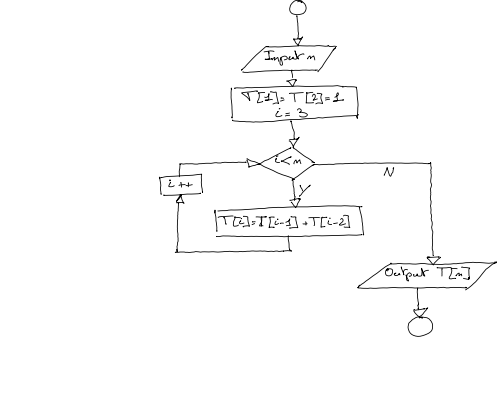 Input n
T[1]= T[2]=1
i = 3
i<n
N
i++
Y
T[i]=T[i-1] +T[i-2]
Output T[n]